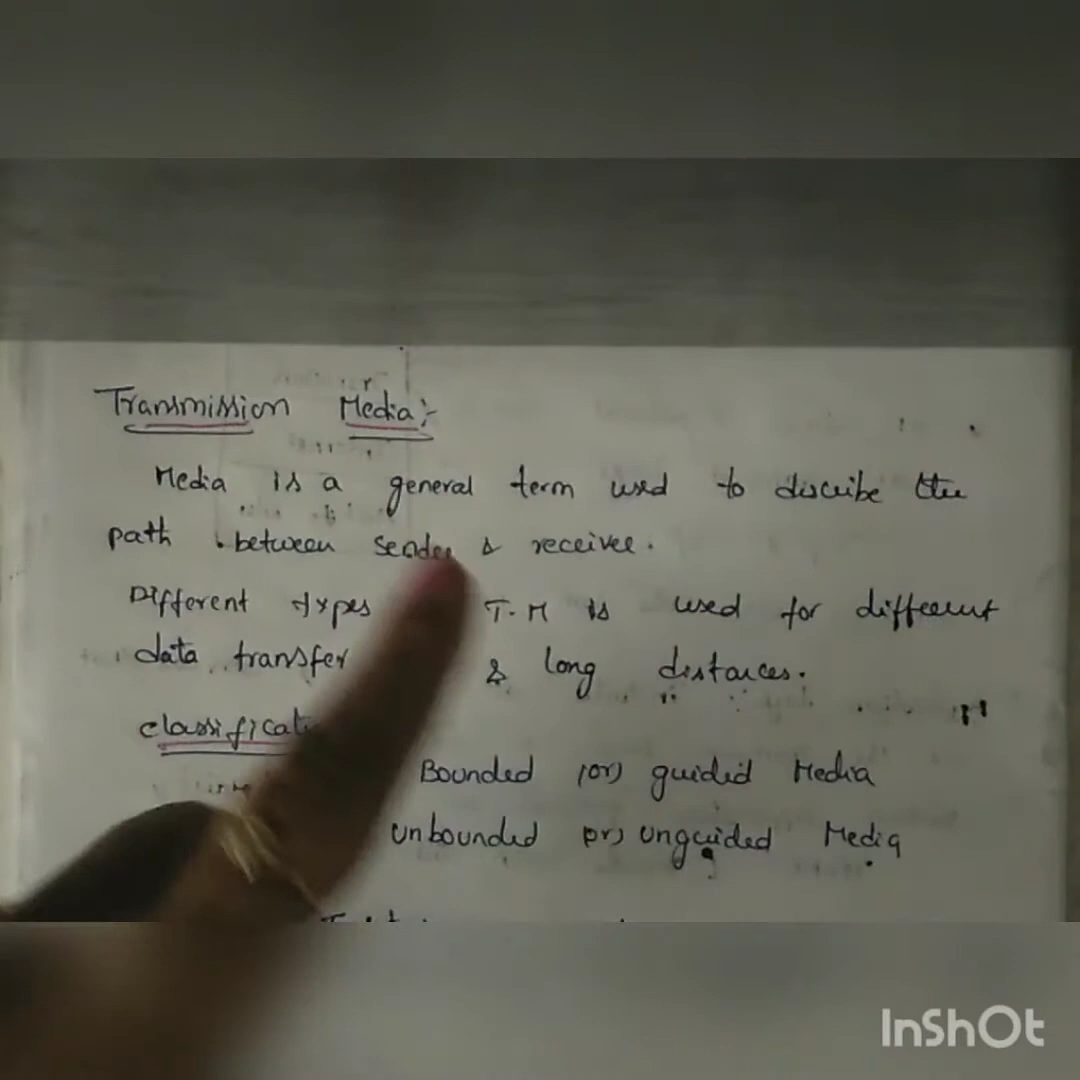 Transmission Media:-
Media is a general term used to discribe the
path between sender & receiver.
Different types T.M is used for different
data transfer & long distances.
Bounded (or) guided Media
unbounded (or) unguided Media
InShOt